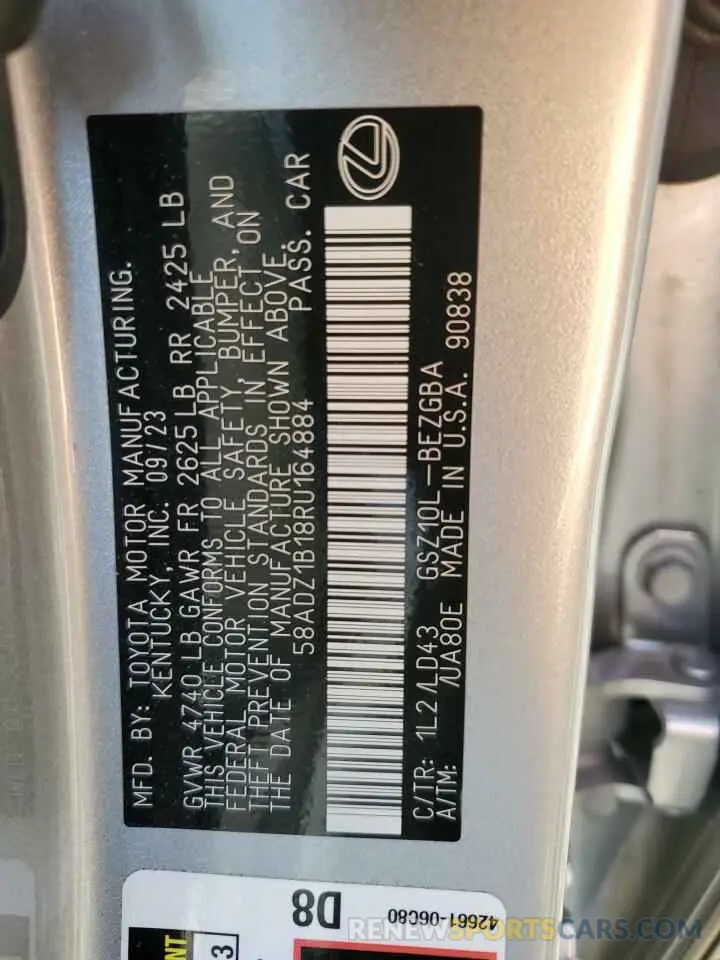 MFD. BY: TOYOTA MOTOR MANUFACTURING.
KENTUCKY, INC. 09/23
GVWR 4740 LB GAWR FR 2625 LB RR 2425 LB
THIS VEHICLE CONFORMS TO ALL APPLICABLE
FEDERAL MOTOR VEHICLE SAFETY, BUMPER, AND
THEFT PREVENTION STANDARDS IN EFFECT ON
THE DATE OF MANUFACTURE SHOWN ABOVE.
58ADZ1B18RU164884 PASS. CAR
C/TR: 1L2/LD43 GSZ10L-BEZGBA
A/TM: /UA80E MADE IN U.S.A. 90838
D8
42661-06C80
3
RENEWSPORTSCARS.COM